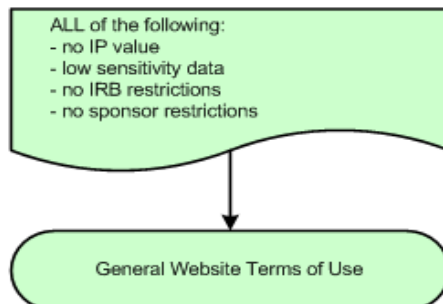 ALL of the following:
- no IP value
- low sensitivity data
- no IRB restrictions
- no sponsor restrictions
General Website Terms of Use